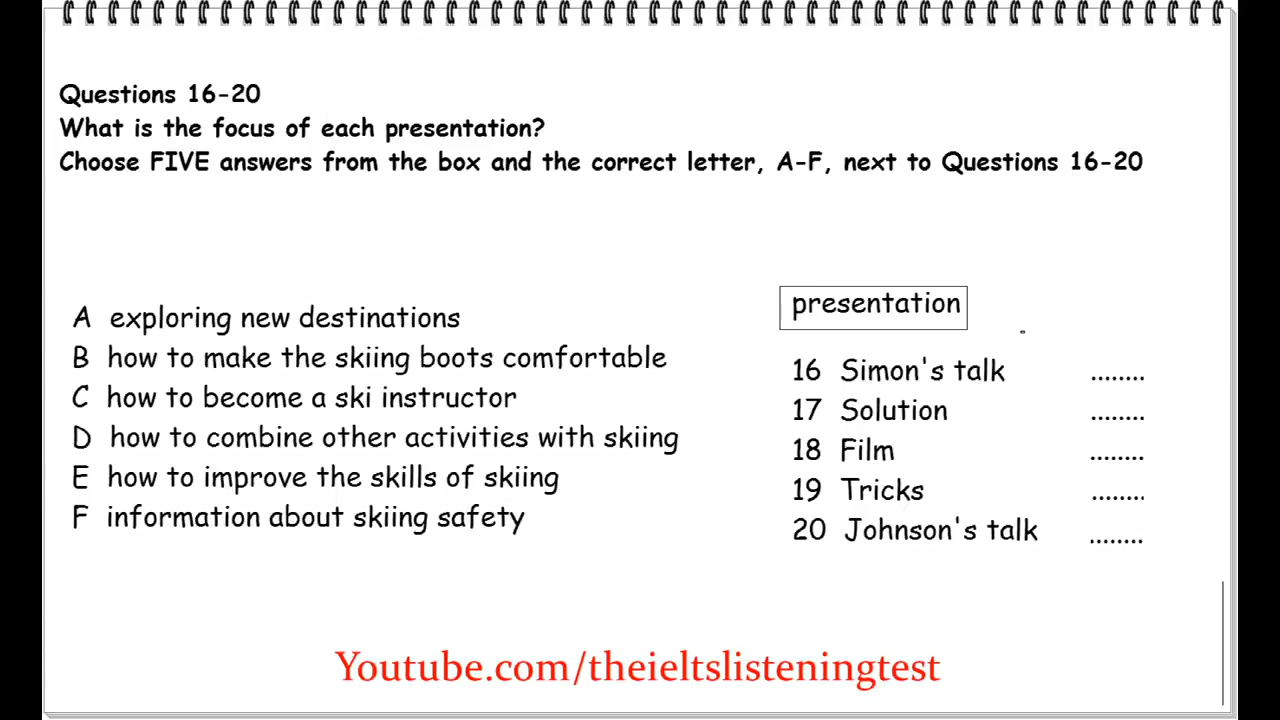 Questions 16-20
What is the focus of each presentation?
Choose FIVE answers from the box and the correct letter, A-F, next to Questions 16-20
A exploring new destinations
B how to make the skiing boots comfortable
C how to become a ski instructor
D how to combine other activities with skiing
E how to improve the skills of skiing
F information about skiing safety
presentation
16 Simon's talk ........
17 Solution ........
18 Film ........
19 Tricks ........
20 Johnson's talk ........
Youtube.com/theieltslisteningtest